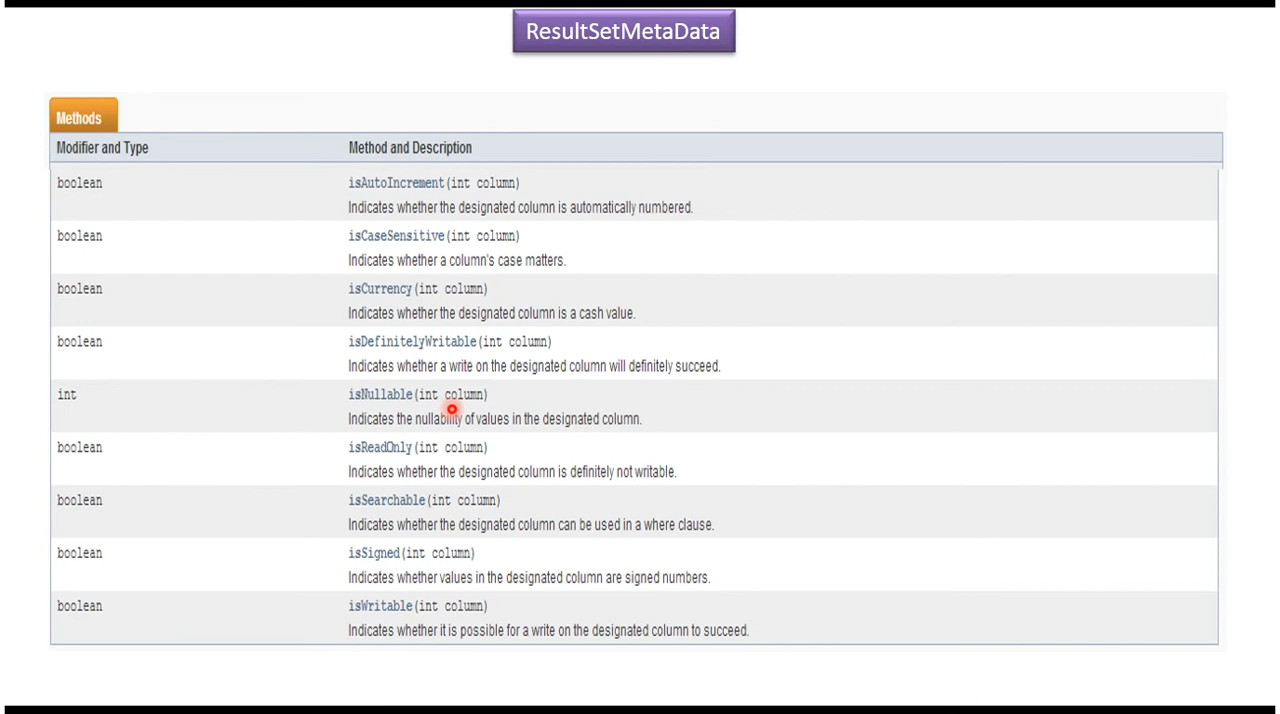 ResultSetMetaData
Methods
Modifier and Type Method and Description
boolean isAutoIncrement(int column)
Indicates whether the designated column is automatically numbered.
boolean isCaseSensitive(int column)
Indicates whether a column's case matters.
boolean isCurrency(int column)
Indicates whether the designated column is a cash value.
boolean isDefinitelyWritable(int column)
Indicates whether a write on the designated column will definitely succeed.
int isNullable(int column)
Indicates the nullability of values in the designated column.
boolean isReadOnly(int column)
Indicates whether the designated column is definitely not writable.
boolean isSearchable(int column)
Indicates whether the designated column can be used in a where clause.
boolean isSigned(int column)
Indicates whether values in the designated column are signed numbers.
boolean isWritable(int column)
Indicates whether it is possible for a write on the designated column to succeed.